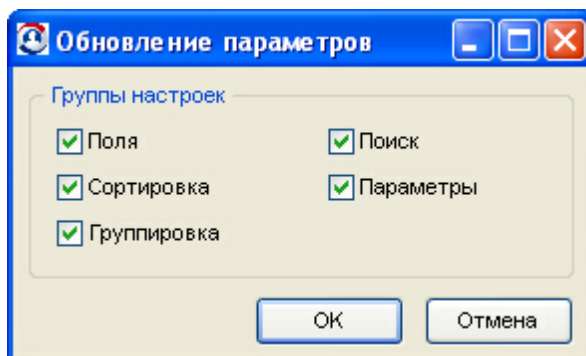 Обновление параметров
Группы настроек
Поля
Поиск
Сортировка
Параметры
Группировка
OK
Отмена